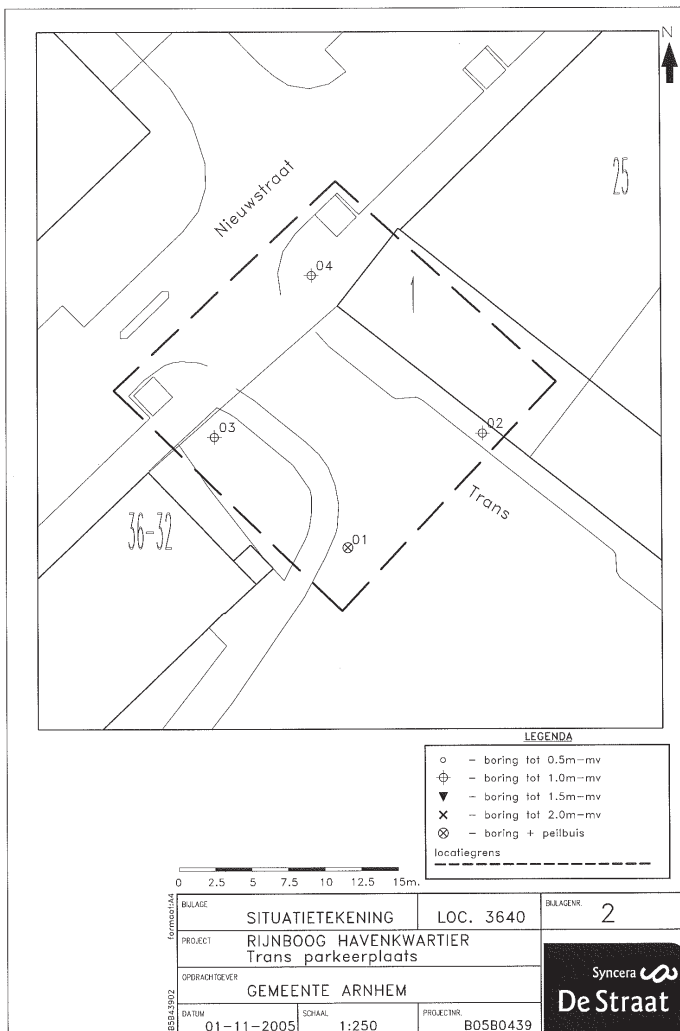 N
25
Nieuwstraat
04
1
03
02
Trans
36-32
01
LEGENDA
- boring tot 0.5m-mv
- boring tot 1.0m-mv
- boring tot 1.5m-mv
- boring tot 2.0m-mv
- boring + peilbuis
locatiegrens
0 2.5 5 7.5 10 12.5 15m.
formaat:A4
BIJLAGE
SITUATIETEKENING
LOC. 3640
BIJLAGENR.
2
PROJECT
RIJNBOOG HAVENKWARTIER
Trans parkeerplaats
OPDRACHTGEVER
GEMEENTE ARNHEM
Syncera
De Straat
DATUM
01-11-2005
SCHAAL
1:250
PROJECTNR.
B05B0439
B5B43902